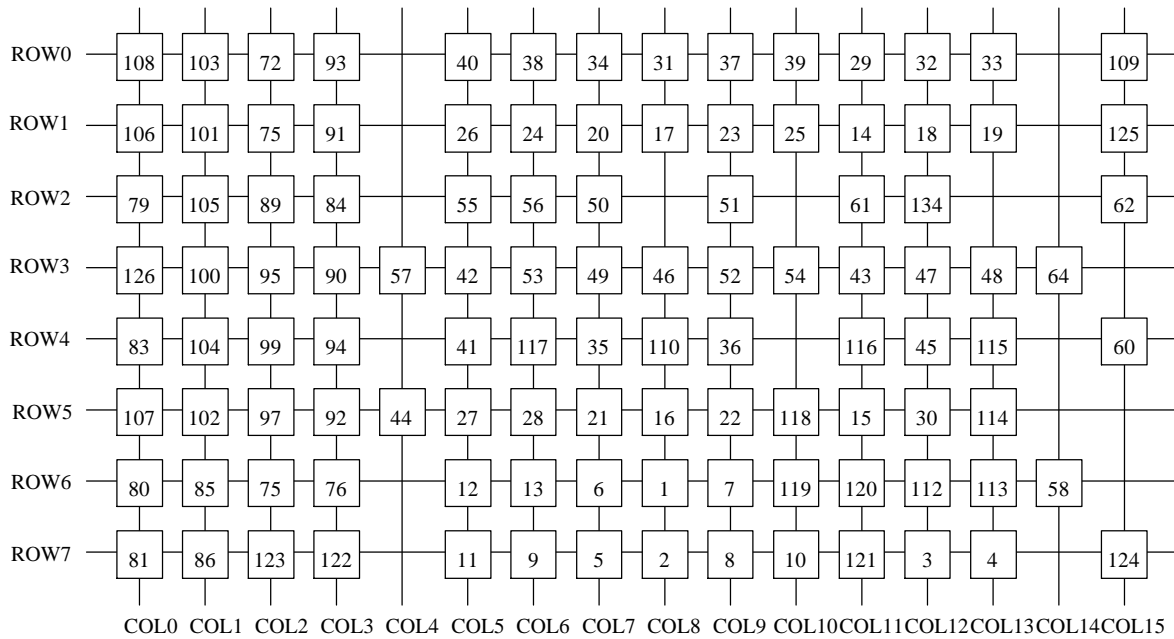 ROW0 108 103 72 93 40 38 34 31 37 39 29 32 33 109
ROW1 106 101 75 91 26 24 20 17 23 25 14 18 19 125
ROW2 79 105 89 84 55 56 50 51 61 134 62
ROW3 126 100 95 90 57 42 53 49 46 52 54 43 47 48 64
ROW4 83 104 99 94 41 117 35 110 36 116 45 115 60
ROW5 107 102 97 92 44 27 28 21 16 22 118 15 30 114
ROW6 80 85 75 76 12 13 6 1 7 119 120 112 113 58
ROW7 81 86 123 122 11 9 5 2 8 10 121 3 4 124
COL0 COL1 COL2 COL3 COL4 COL5 COL6 COL7 COL8 COL9 COL10 COL11 COL12 COL13 COL14 COL15